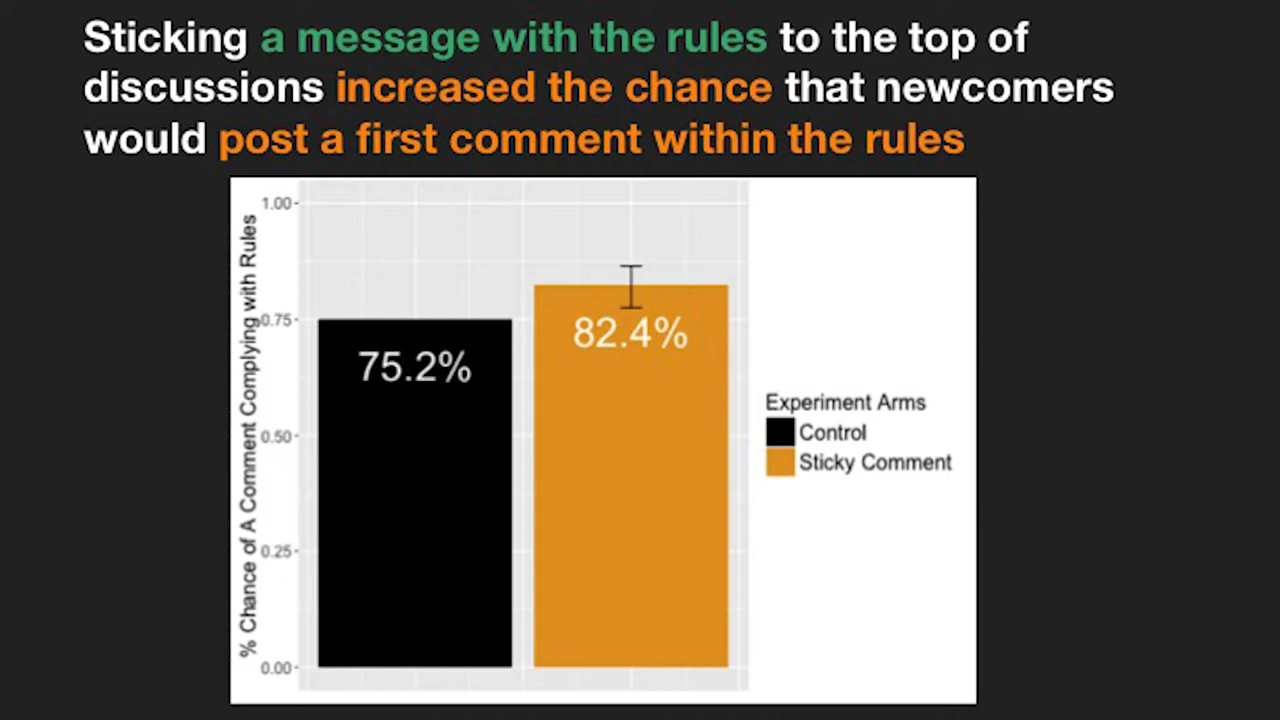 Sticking a message with the rules to the top of
discussions increased the chance that newcomers
would post a first comment within the rules
% Chance of A Comment Complying with Rules
1.00
0.75
0.50
0.25
0.00
75.2%
82.4%
Experiment Arms
Control
Sticky Comment